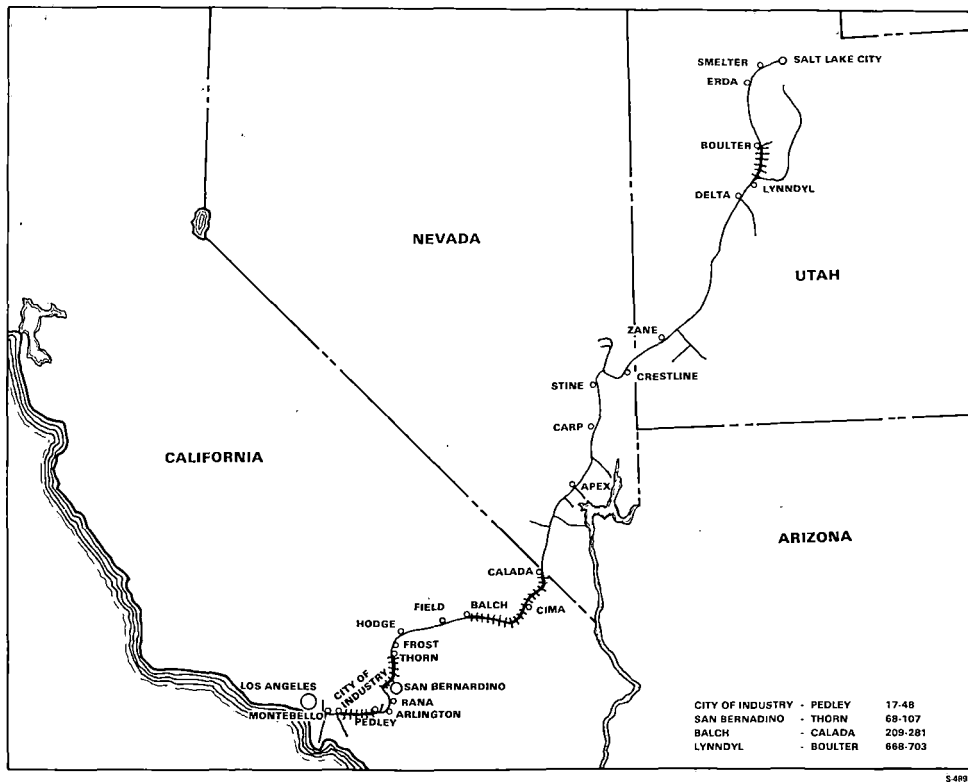 SMELTER
SALT LAKE CITY
ERDA
BOULTER
LYNNDYL
DELTA
NEVADA
UTAH
ZANE
CRESTLINE
STINE
CARP
CALIFORNIA
APEX
ARIZONA
CALADA
BALCH
CIMA
FIELD
HODGE
FROST
THORN
CITY OF
INDUSTRY
LOS ANGELES
SAN BERNARDINO
RANA
MONTEBELLO
PEDLEY
ARLINGTON
CITY OF INDUSTRY - PEDLEY 17-48
SAN BERNADINO - THORN 68-107
BALCH - CALADA 209-281
LYNNDYL - BOULTER 668-703